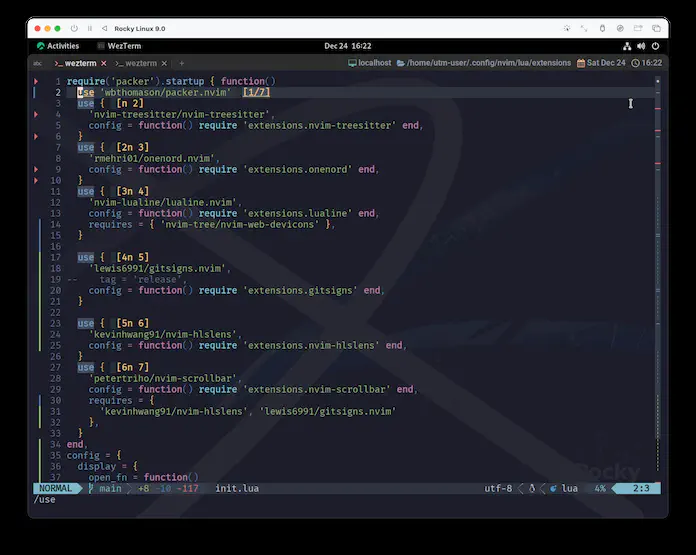 Rocky Linux 9.0
Activities WezTerm Dec 24 16:22
wezterm wezterm + localhost /home/utm-user/.config/nvim/lua/extensions Sat Dec 24 16:22
1 require('packer').startup { function()
2 use 'wbthomason/packer.nvim' [1/7]
3 use { [n 2]
4 'nvim-treesitter/nvim-treesitter',
5 config = function() require 'extensions.nvim-treesitter' end,
6 }
7 use { [2n 3]
8 'rmehri01/onenord.nvim',
9 config = function() require 'extensions.onenord' end,
10 }
11 use { [3n 4]
12 'nvim-lualine/lualine.nvim',
13 config = function() require 'extensions.lualine' end,
14 requires = { 'nvim-tree/nvim-web-devicons' },
15 }
16
17 use { [4n 5]
18 'lewis6991/gitsigns.nvim',
19 -- tag = 'release',
20 config = function() require 'extensions.gitsigns' end,
21 }
22
23 use { [5n 6]
24 'kevinhwang91/nvim-hlslens',
25 config = function() require 'extensions.nvim-hlslens' end,
26 }
27 use { [6n 7]
28 'petertriho/nvim-scrollbar',
29 config = function() require 'extensions.nvim-scrollbar' end,
30 requires = {
31 'kevinhwang91/nvim-hlslens', 'lewis6991/gitsigns.nvim'
32 },
33 }
34 end,
35 config = {
36 display = {
37 open_fn = function()
Rocky
NORMAL main +8 ~10 -117 init.lua utf-8 lua 4% 2:3
/use